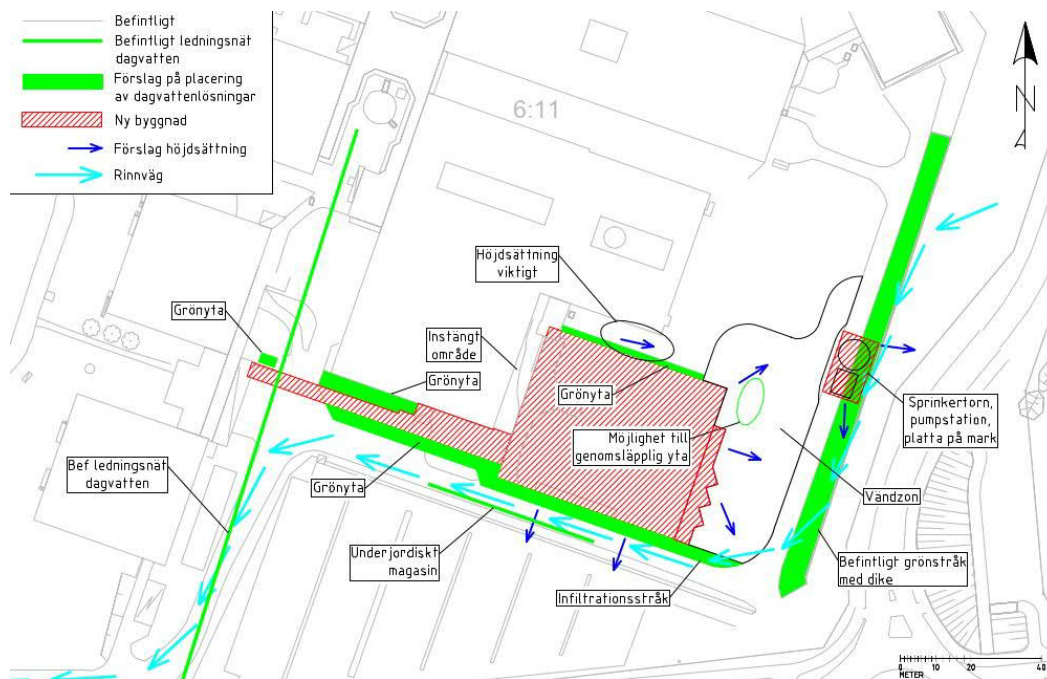 Befintligt
Befintligt ledningsnät
dagvatten
Förslag på placering
av dagvattenlösningar
Ny byggnad
Förslag höjdsättning
Rinnväg
N
6:11
Höjdsättning
viktigt
Grönyta
Instängt
område
Grönyta
Grönyta
Sprinkertorn,
pumpstation,
platta på mark
Möjlighet till
genomsläpplig yta
Bef ledningsnät
dagvatten
Grönyta
Vändzon
Underjordiskt
magasin
Befintligt grönstråk
med dike
Infiltrationsstråk
0 10 20 30 40
METER